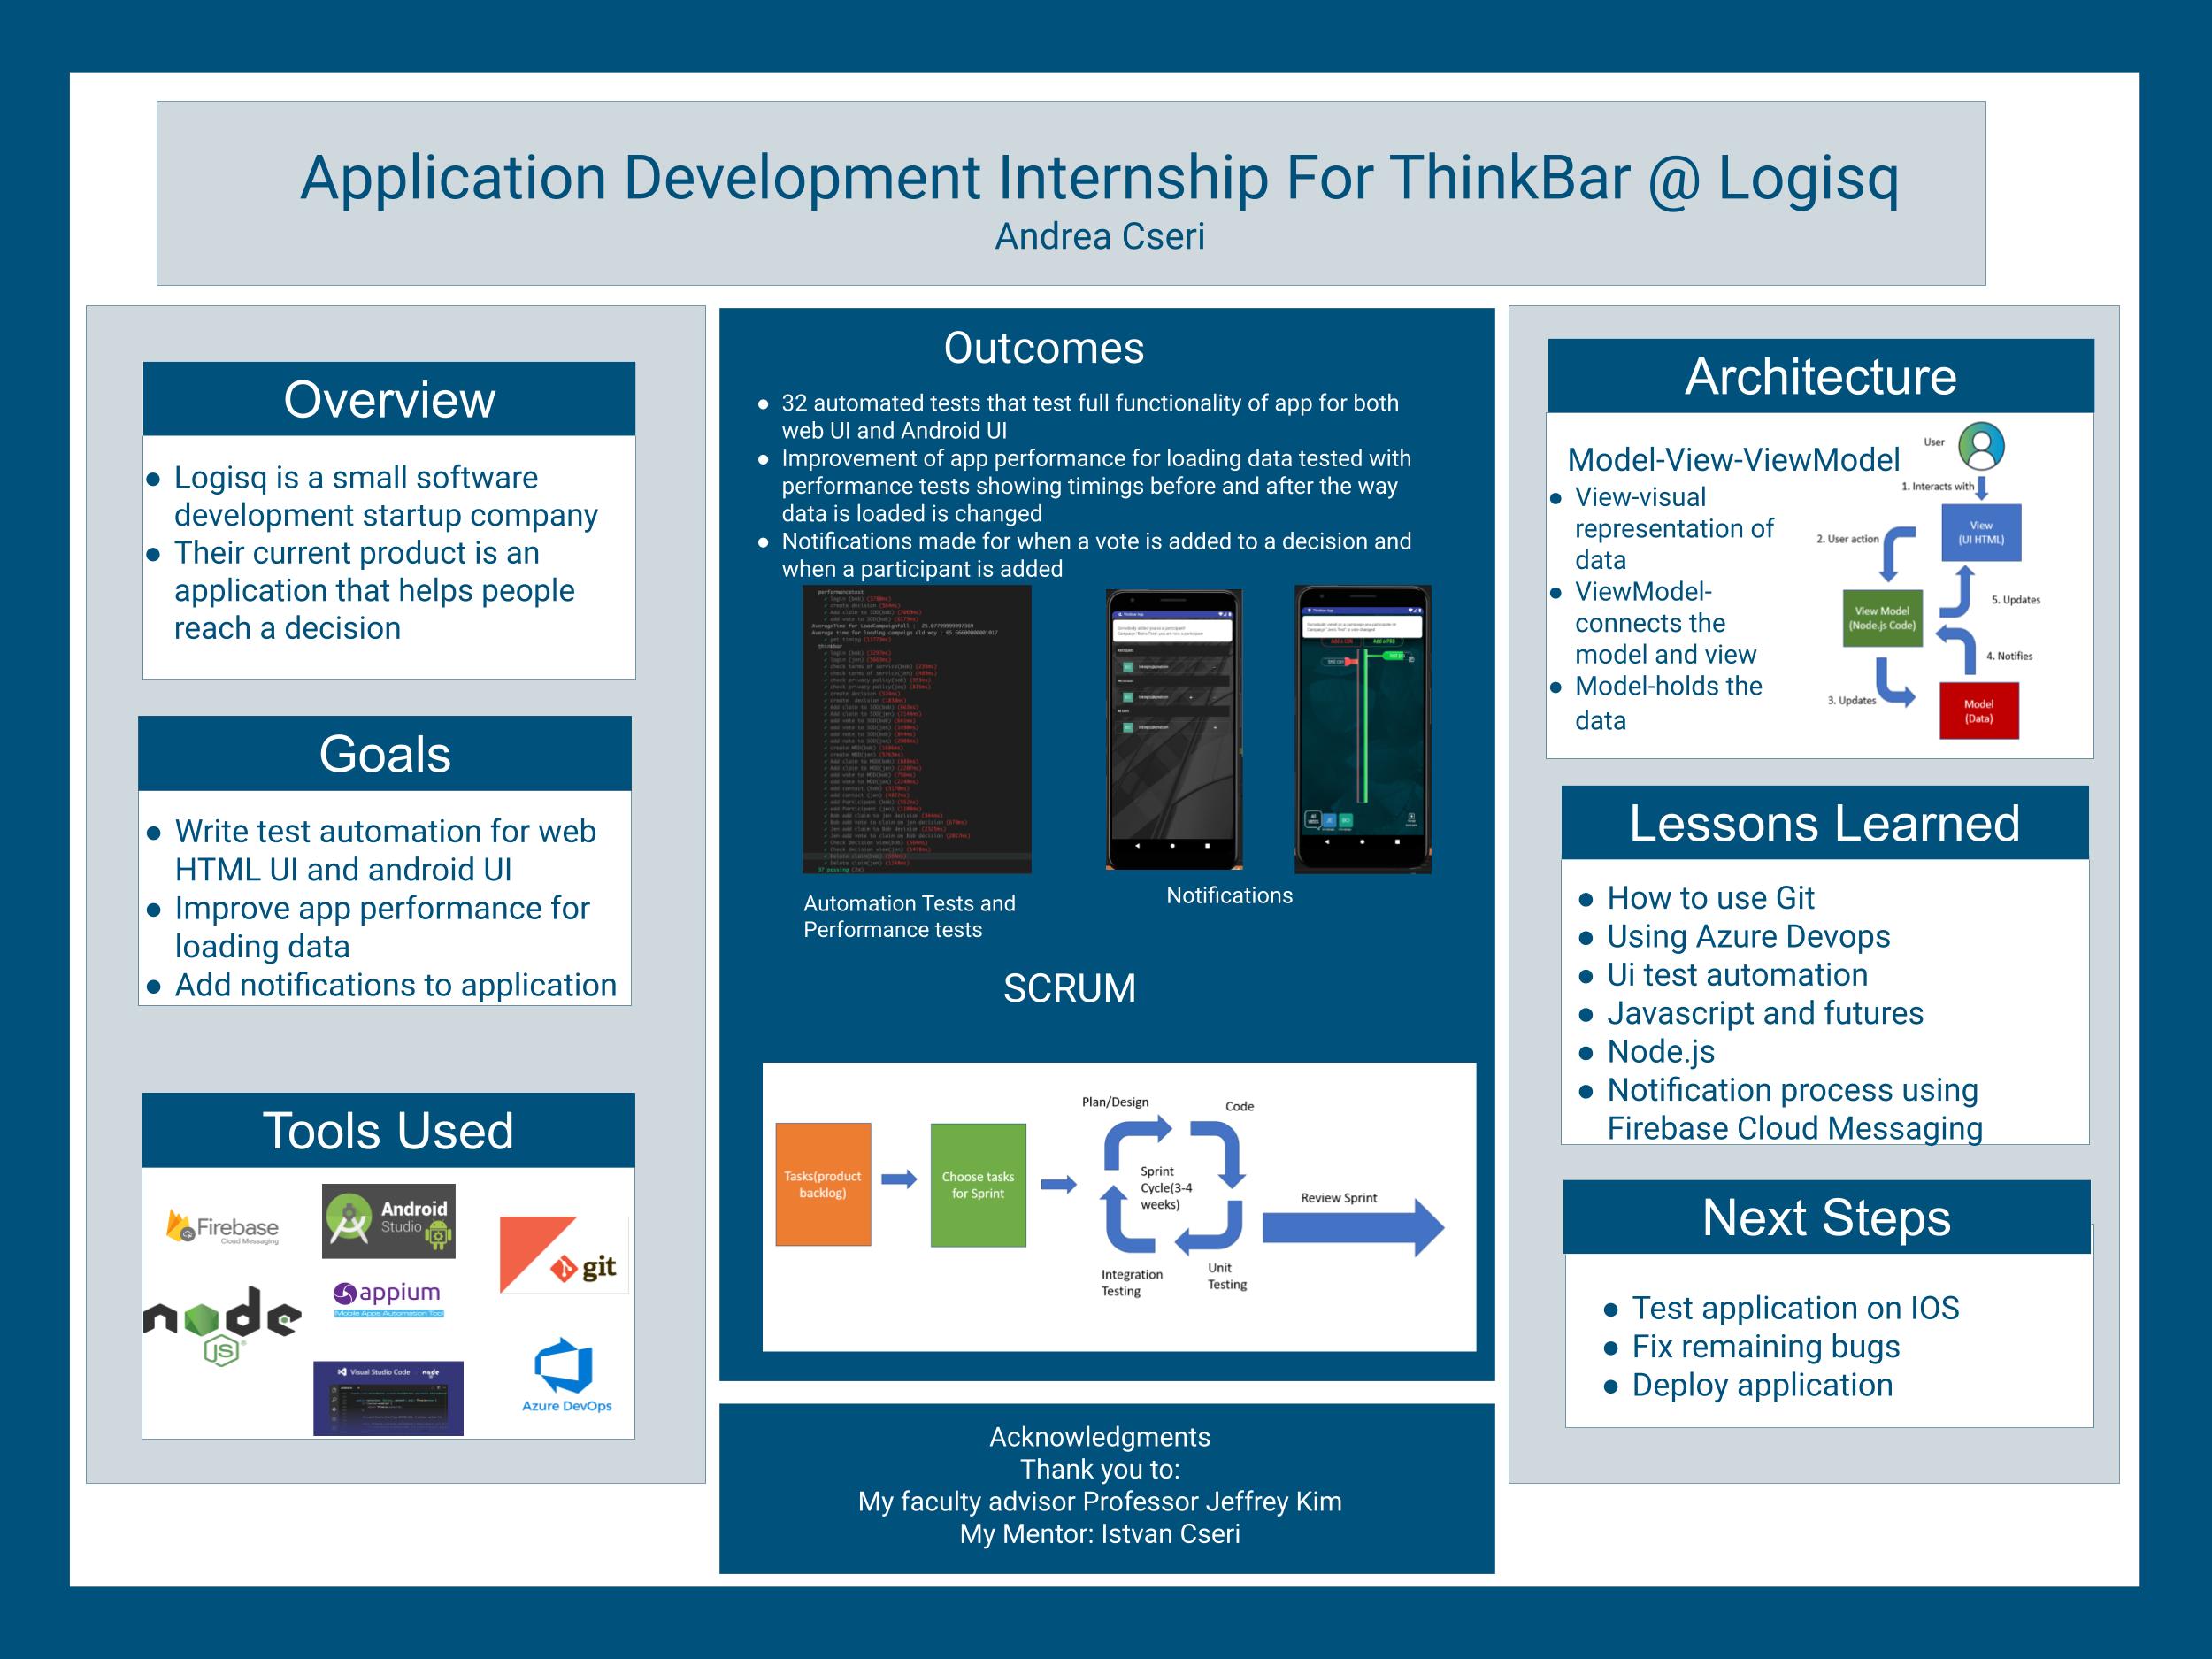 Application Development Internship For ThinkBar @ Logisq
Andrea Cseri
Overview
● Logisq is a small software
development startup company
● Their current product is an
application that helps people
reach a decision
Goals
● Write test automation for web
HTML UI and android UI
● Improve app performance for
loading data
● Add notifications to application
Tools Used
Firebase
Cloud Messaging
Android
Studio
git
appium
Mobile Apps Automation Tool
node
JS
Visual Studio Code
node
Azure DevOps
Outcomes
● 32 automated tests that test full functionality of app for both
web UI and Android UI
● Improvement of app performance for loading data tested with
performance tests showing timings before and after the way
data is loaded is changed
● Notifications made for when a vote is added to a decision and
when a participant is added
performancetest
thinkbar
Automation Tests and
Performance tests
Notifications
SCRUM
Tasks(product
backlog)
Choose tasks
for Sprint
Plan/Design
Code
Sprint
Cycle(3-4
weeks)
Integration
Testing
Unit
Testing
Review Sprint
Acknowledgments
Thank you to:
My faculty advisor Professor Jeffrey Kim
My Mentor: Istvan Cseri
Architecture
Model-View-ViewModel
● View-visual
representation of
data
● ViewModel-
connects the
model and view
● Model-holds the
data
User
1. Interacts with
View
(UI HTML)
2. User action
View Model
(Node.js Code)
5. Updates
4. Notifies
3. Updates
Model
(Data)
Lessons Learned
● How to use Git
● Using Azure Devops
● Ui test automation
● Javascript and futures
● Node.js
● Notification process using
Firebase Cloud Messaging
Next Steps
● Test application on IOS
● Fix remaining bugs
● Deploy application